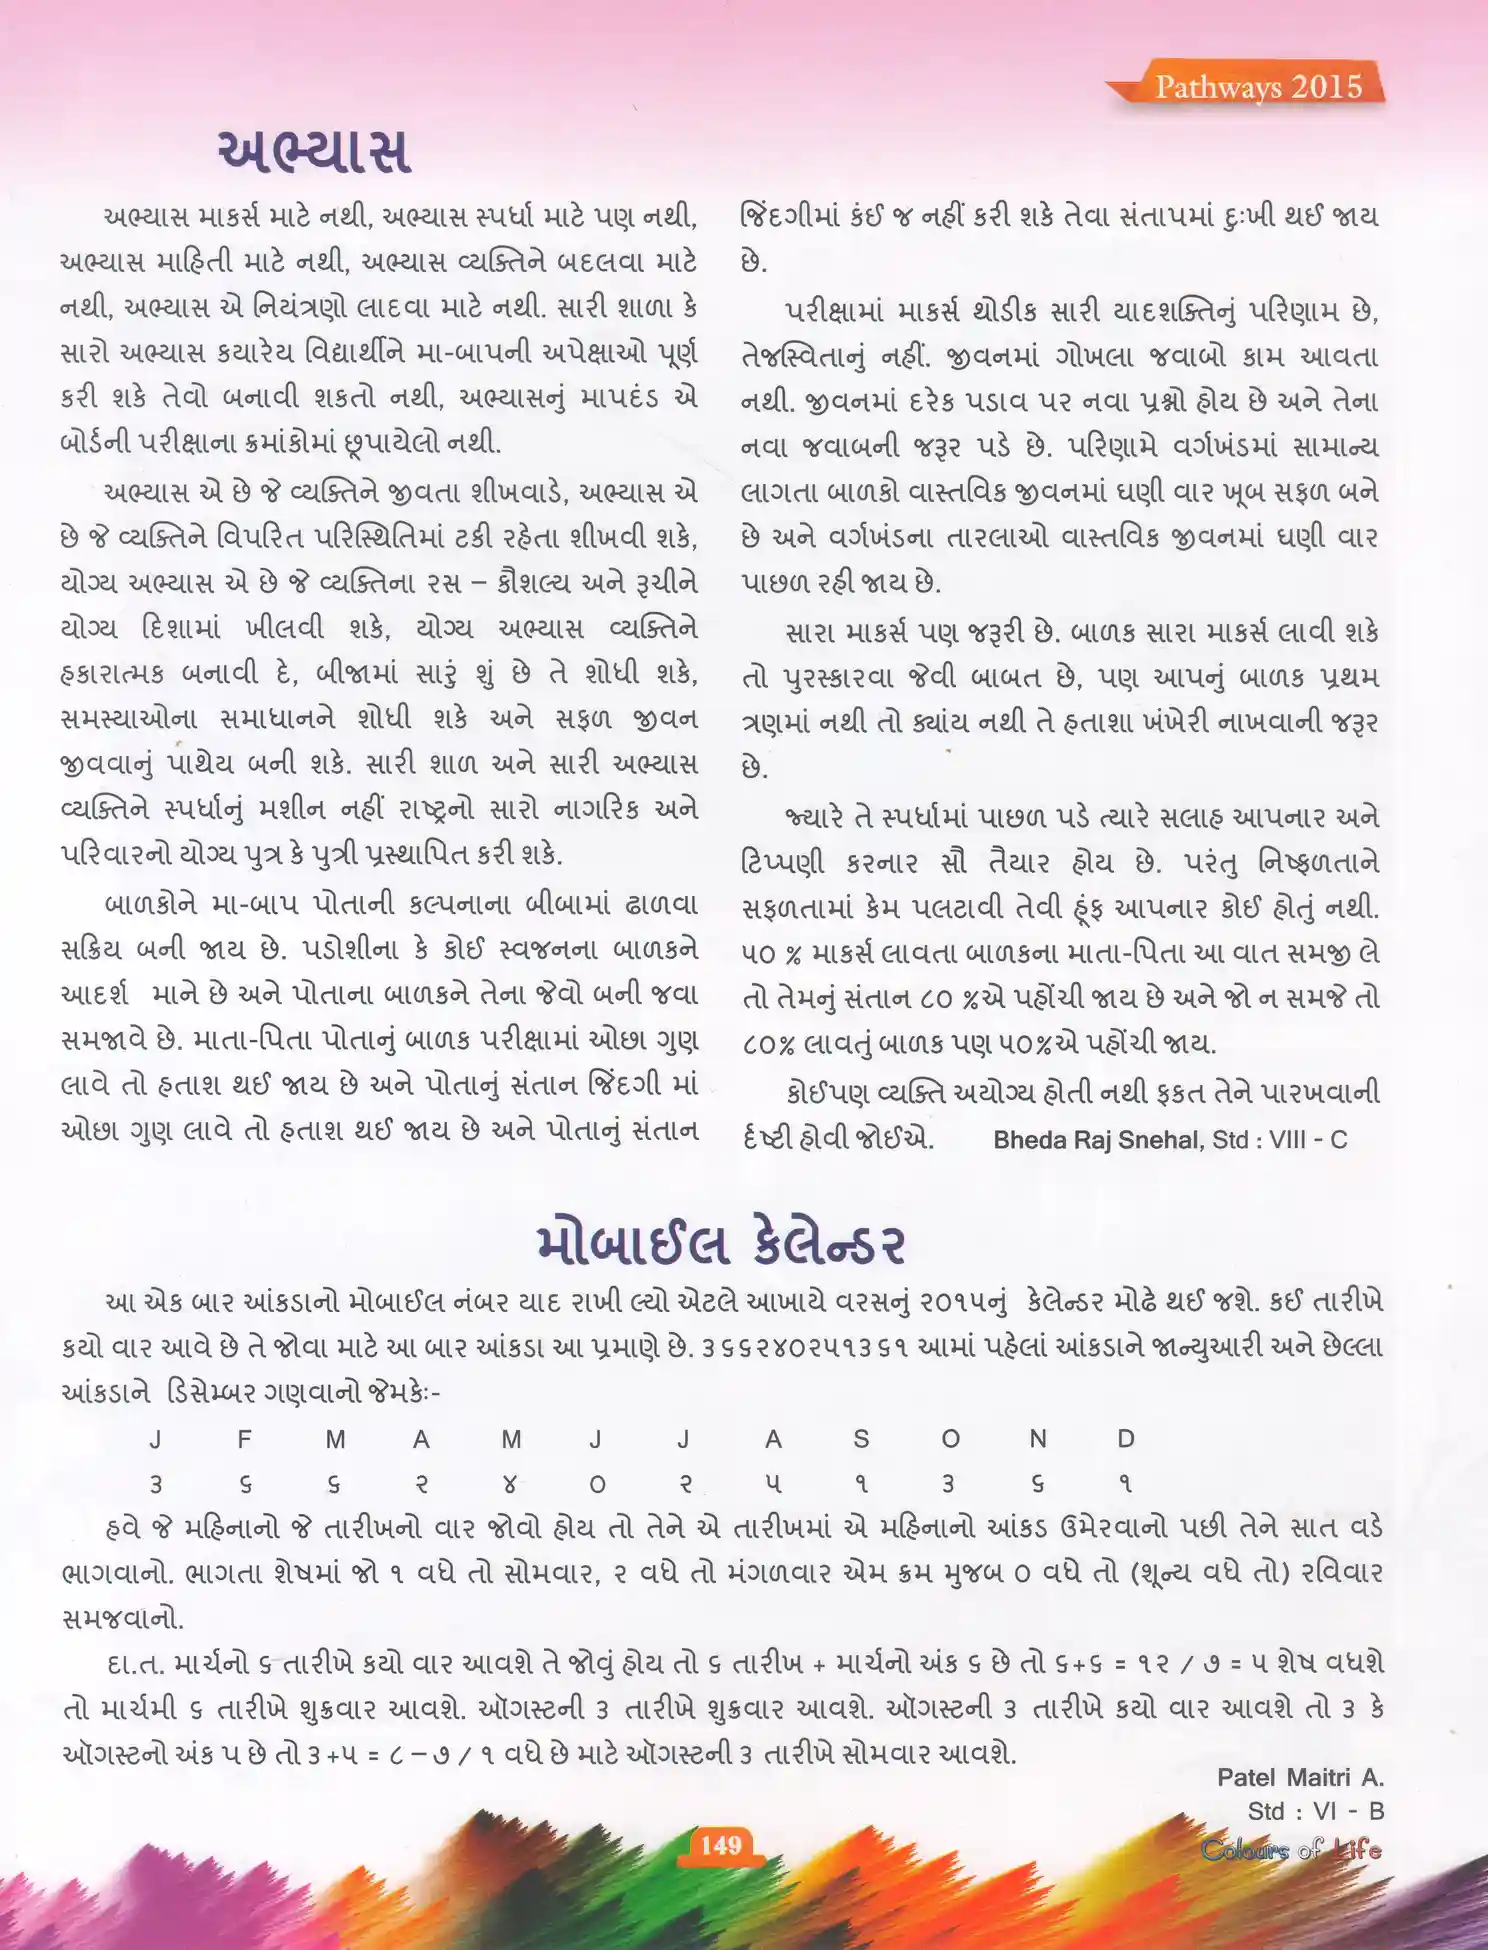 Pathways 2015
અભ્યાસ
અભ્યાસ માર્ક્સ માટે નથી, અભ્યાસ સ્પર્ધા માટે પણ નથી,
અભ્યાસ માહિતી માટે નથી, અભ્યાસ વ્યક્તિને બદલવા માટે
નથી, અભ્યાસ એ નિયંત્રણો લાદવા માટે નથી. સારી શાળા કે
સારો અભ્યાસ કયારેય વિદ્યાર્થીને મા-બાપની અપેક્ષાઓ પૂર્ણ
કરી શકે તેવો બનાવી શકતો નથી, અભ્યાસનું માપદંડ એ
બોર્ડની પરીક્ષાના ક્રમાંકોમાં છૂપાયેલો નથી.
અભ્યાસ એ છે જે વ્યક્તિને જીવતા શીખવાડે, અભ્યાસ એ
છે જે વ્યક્તિને વિપરિત પરિસ્થિતિમાં ટકી રહેતા શીખવી શકે,
યોગ્ય અભ્યાસ એ છે જે વ્યક્તિના રસ – કૌશલ્ય અને રૂચીને
યોગ્ય દિશામાં ખીલવી શકે, યોગ્ય અભ્યાસ વ્યક્તિને
હકારાત્મક બનાવી દે, બીજામાં સારું શું છે તે શોધી શકે,
સમસ્યાઓના સમાધાનને શોધી શકે અને સફળ જીવન
જીવવાનું પાથેય બની શકે. સારી શાળ અને સારી અભ્યાસ
વ્યક્તિને સ્પર્ધાનું મશીન નહીં રાષ્ટ્રનો સારો નાગરિક અને
પરિવારનો યોગ્ય પુત્ર કે પુત્રી પ્રસ્થાપિત કરી શકે.
બાળકોને મા-બાપ પોતાની કલ્પનાના બીબામાં ઢાળવા
સક્રિય બની જાય છે. પડોશીના કે કોઈ સ્વજનના બાળકને
આદર્શ માને છે અને પોતાના બાળકને તેના જેવો બની જવા
સમજાવે છે. માતા-પિતા પોતાનું બાળક પરીક્ષામાં ઓછા ગુણ
લાવે તો હતાશ થઈ જાય છે અને પોતાનું સંતાન જિંદગી માં
ઓછા ગુણ લાવે તો હતાશ થઈ જાય છે અને પોતાનું સંતાન
જિંદગીમાં કંઈ જ નહીં કરી શકે તેવા સંતાપમાં દુઃખી થઈ જાય
છે.
પરીક્ષામાં માર્ક્સ થોડીક સારી યાદશક્તિનું પરિણામ છે,
તેજસ્વિતાનું નહીં. જીવનમાં ગોખલા જવાબો કામ આવતા
નથી. જીવનમાં દરેક પડાવ પર નવા પ્રશ્નો હોય છે અને તેના
નવા જવાબની જરૂર પડે છે. પરિણામે વર્ગખંડમાં સામાન્ય
લાગતા બાળકો વાસ્તવિક જીવનમાં ઘણી વાર ખૂબ સફળ બને
છે અને વર્ગખંડના તારલાઓ વાસ્તવિક જીવનમાં ઘણી વાર
પાછળ રહી જાય છે.
સારા માર્ક્સ પણ જરૂરી છે. બાળક સારા માર્ક્સ લાવી શકે
તો પુરસ્કારવા જેવી બાબત છે, પણ આપનું બાળક પ્રથમ
ત્રણમાં નથી તો ક્યાંય નથી તે હતાશા ખંખેરી નાખવાની જરૂર
છે.
જ્યારે તે સ્પર્ધામાં પાછળ પડે ત્યારે સલાહ આપનાર અને
ટિપ્પણી કરનાર સૌ તૈયાર હોય છે. પરંતુ નિષ્ફળતાને
સફળતામાં કેમ પલટાવી તેવી હૂંફ આપનાર કોઈ હોતું નથી.
૫૦ % માર્ક્સ લાવતા બાળકના માતા-પિતા આ વાત સમજી લે
તો તેમનું સંતાન ૮૦ %એ પહોંચી જાય છે અને જો ન સમજે તો
૮૦% લાવતું બાળક પણ ૫૦%એ પહોંચી જાય.
કોઈપણ વ્યક્તિ અયોગ્ય હોતી નથી ફક્ત તેને પારખવાની
ર્દષ્ટી હોવી જોઈએ. Bheda Raj Snehal, Std : VIII - C
મોબાઈલ કેલેન્ડર
આ એક બાર આંકડાનો મોબાઈલ નંબર યાદ રાખી લ્યો એટલે આખાયે વરસનું ૨૦૧૫નું કેલેન્ડર મોઢે થઈ જશે. કઈ તારીખે
કયો વાર આવે છે તે જોવા માટે આ બાર આંકડા આ પ્રમાણે છે. ૩૬૬૨૪૦૨૫૧૩૬૧ આમાં પહેલાં આંકડાને જાન્યુઆરી અને છેલ્લા
આંકડાને ડિસેમ્બર ગણવાનો જેમકેઃ-
J F M A M J J A S O N D
૩ ૬ ૬ ૨ ૪ ૦ ૨ ૫ ૧ ૩ ૬ ૧
હવે જે મહિનાનો જે તારીખનો વાર જોવો હોય તો તેને એ તારીખમાં એ મહિનાનો આંકડ ઉમેરવાનો પછી તેને સાત વડે
ભાગવાનો. ભાગતા શેષમાં જો ૧ વધે તો સોમવાર, ૨ વધે તો મંગળવાર એમ ક્રમ મુજબ ૦ વધે તો (શૂન્ય વધે તો) રવિવાર
સમજવાનો.
દા.ત. માર્ચનો ૬ તારીખે કયો વાર આવશે તે જોવું હોય તો ૬ તારીખ + માર્ચનો અંક ૬ છે તો ૬+૬ = ૧૨ / ૭ = ૫ શેષ વધશે
તો માર્ચમી ૬ તારીખે શુક્રવાર આવશે. ઑગસ્ટની ૩ તારીખે શુક્રવાર આવશે. ઑગસ્ટની ૩ તારીખે કયો વાર આવશે તો ૩ કે
ઑગસ્ટનો અંક ૫ છે તો ૩+૫ = ૮ – ૭ / ૧ વધે છે માટે ઑગસ્ટની ૩ તારીખે સોમવાર આવશે.
Patel Maitri A.
Std : VI - B
149
Colours of Life